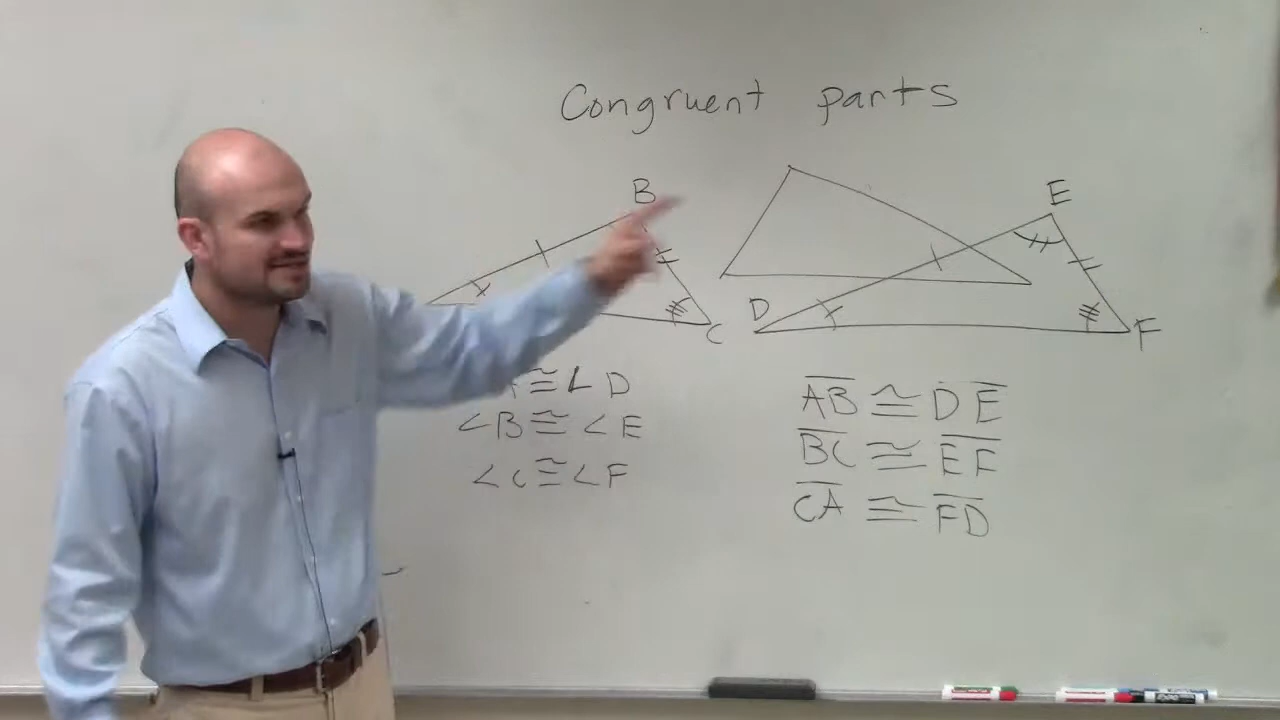 Congruent parts
B
E
D
C
F
≅ ∠ D
∠B ≅ ∠E
∠C ≅ ∠F
AB ≅ DE
BC ≅ EF
CA ≅ FD